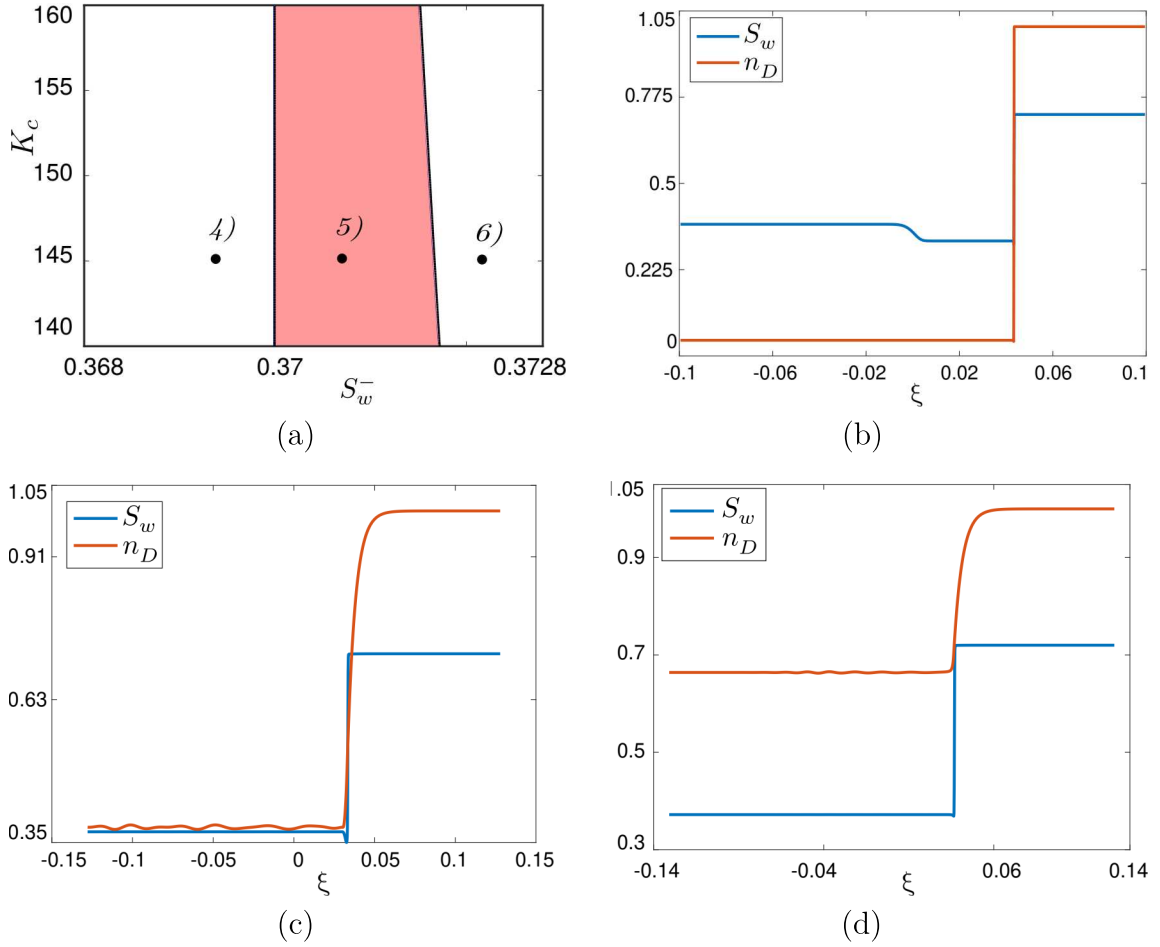 160
155
150
145
140
K_c
4)
5)
6)
0.368
0.37
0.3728
S_w^-
(a)
1.05
0.775
0.5
0.225
0
S_w
n_D
-0.1
-0.06
-0.02
0.02
0.06
0.1
ξ
(b)
1.05
0.91
0.63
0.35
S_w
n_D
-0.15
-0.1
-0.05
0
0.05
0.1
0.15
ξ
(c)
.05
0.9
0.7
0.5
0.3
S_w
n_D
-0.14
-0.04
0.06
0.14
ξ
(d)